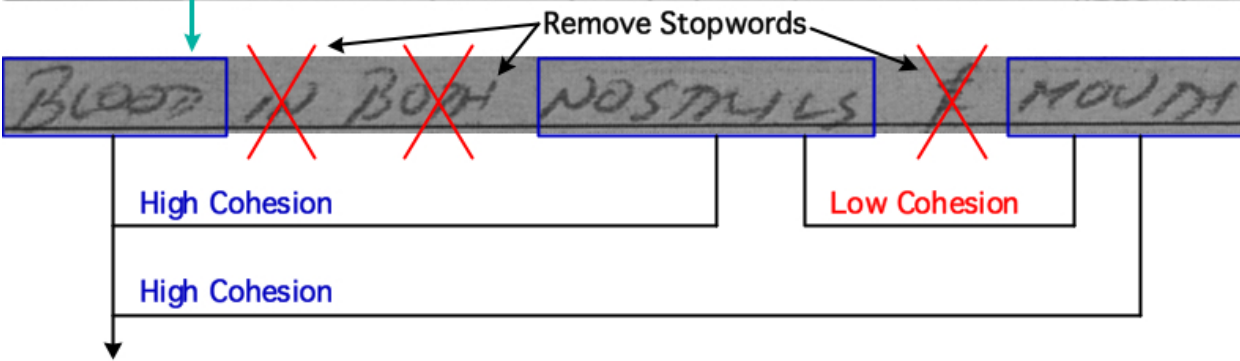 Remove Stopwords
BLOOD IN BOTH NOSTRILS & MOUTH
High Cohesion
Low Cohesion
High Cohesion